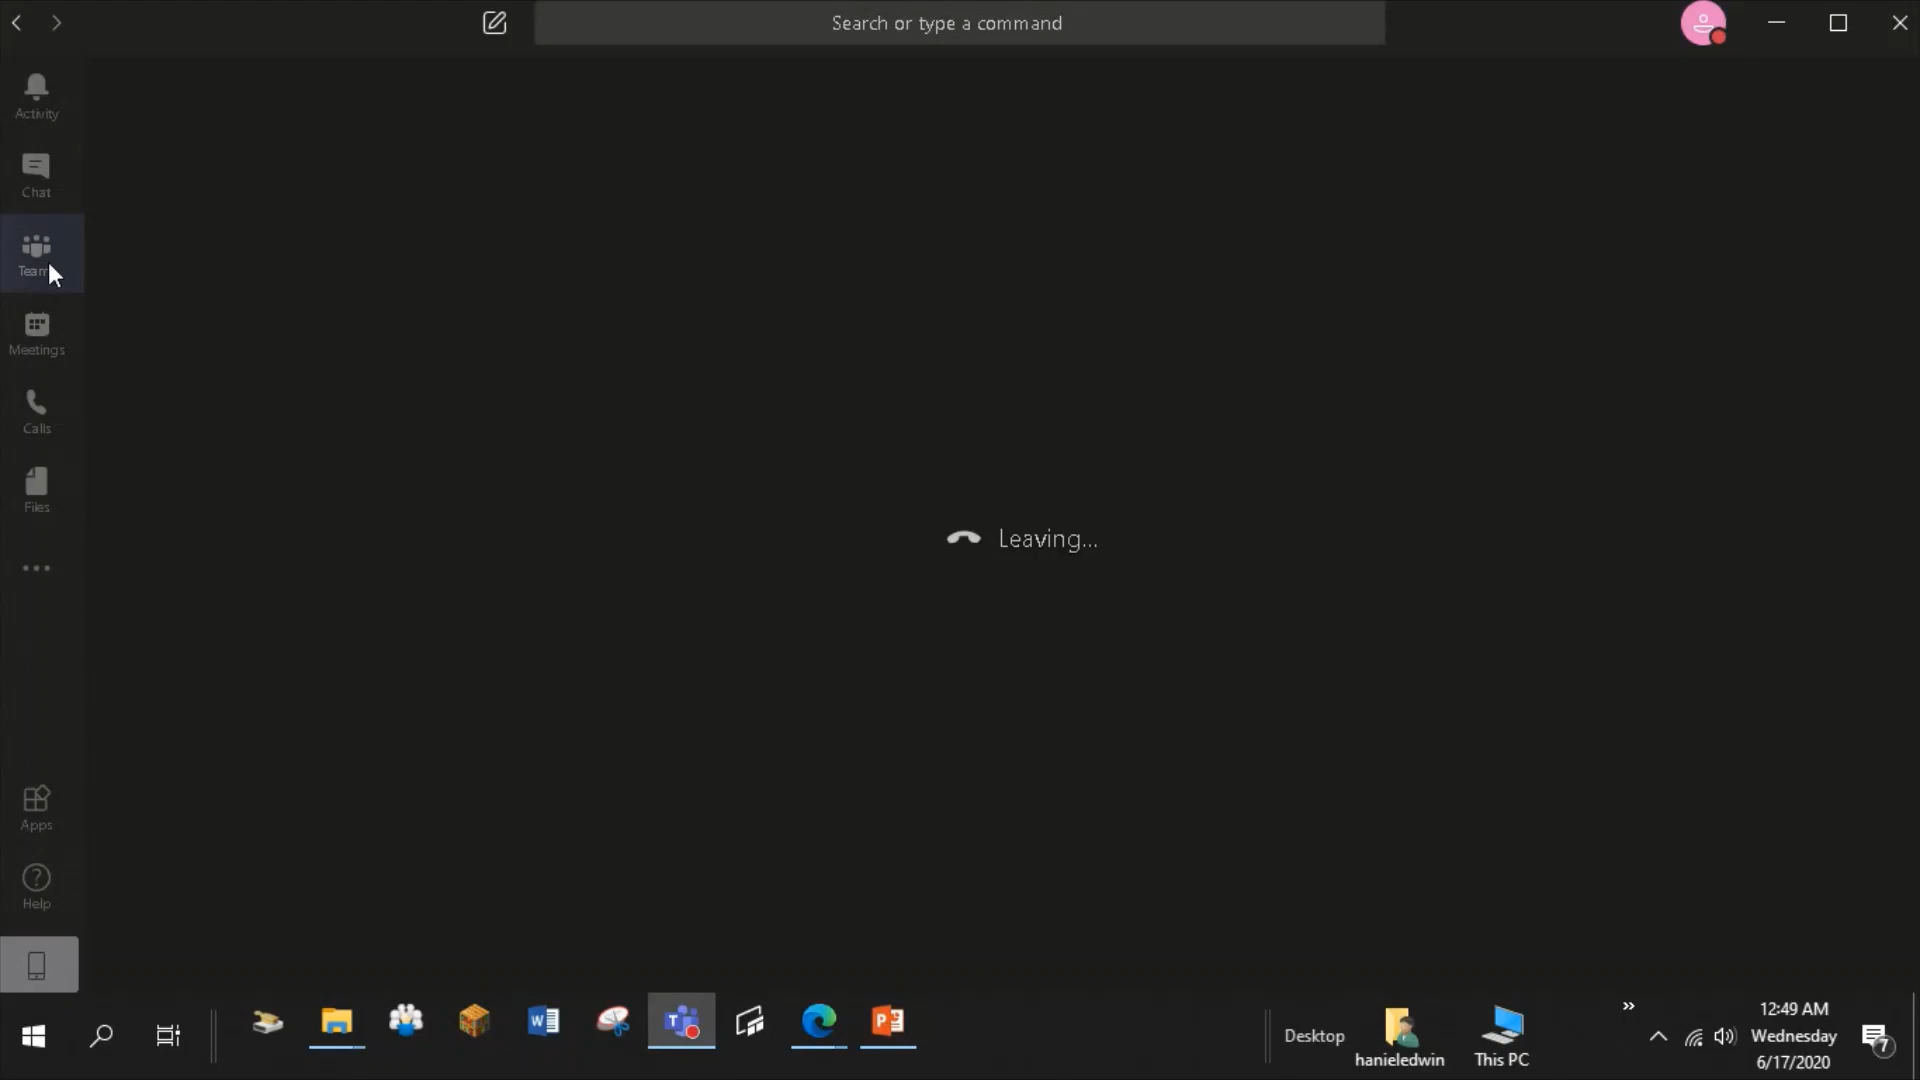 Search or type a command
Activity
Chat
Meetings
Calls
Files
Leaving...
Apps
Help
Desktop
hanieledwin
This PC
12:49 AM
Wednesday
6/17/2020
7